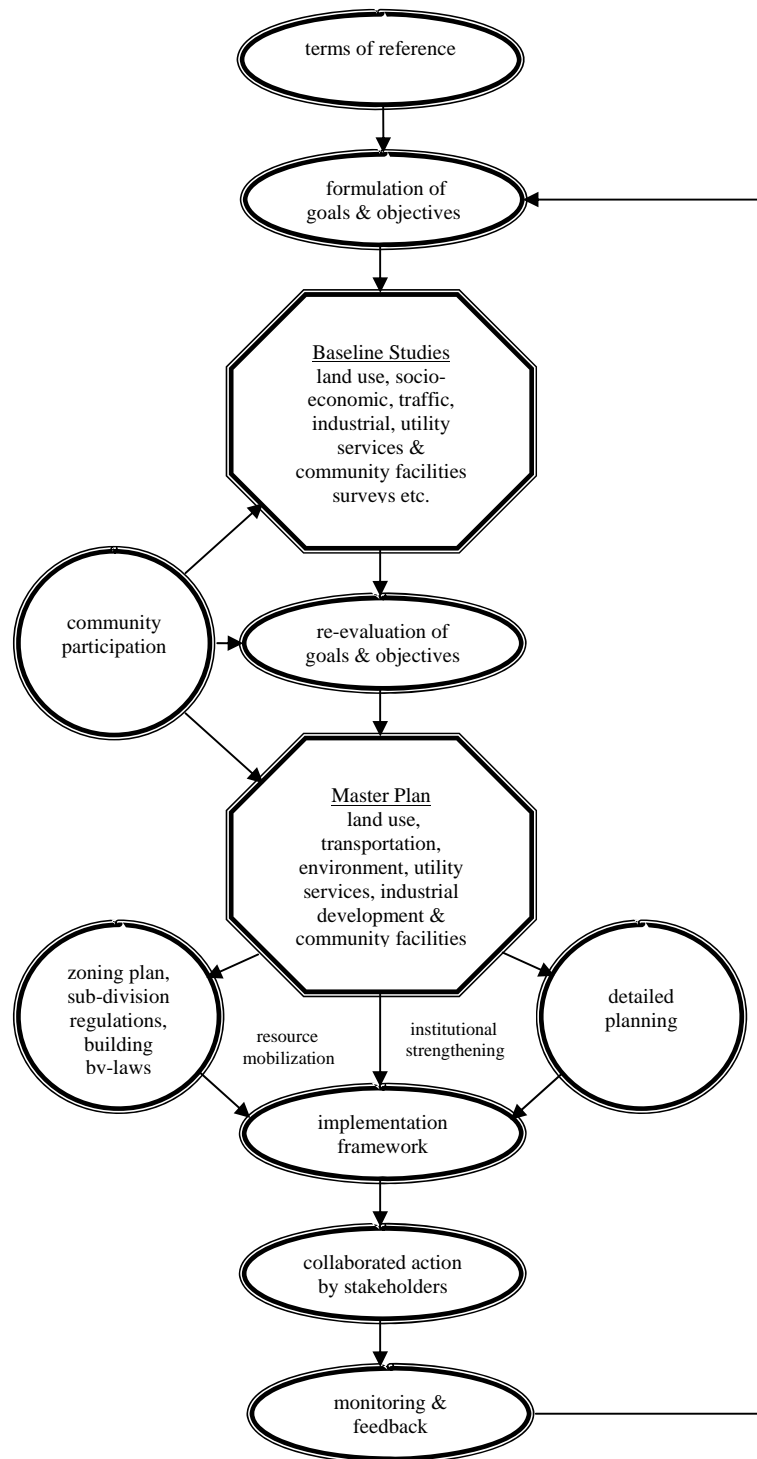 terms of reference
formulation of
goals & objectives
Baseline Studies
land use, socio-
economic, traffic,
industrial, utility
services &
community facilities
surveys etc.
community
participation
re-evaluation of
goals & objectives
Master Plan
land use,
transportation,
environment, utility
services, industrial
development &
community facilities
zoning plan,
sub-division
regulations,
building
by-laws
resource
mobilization
institutional
strengthening
detailed
planning
implementation
framework
collaborated action
by stakeholders
monitoring &
feedback